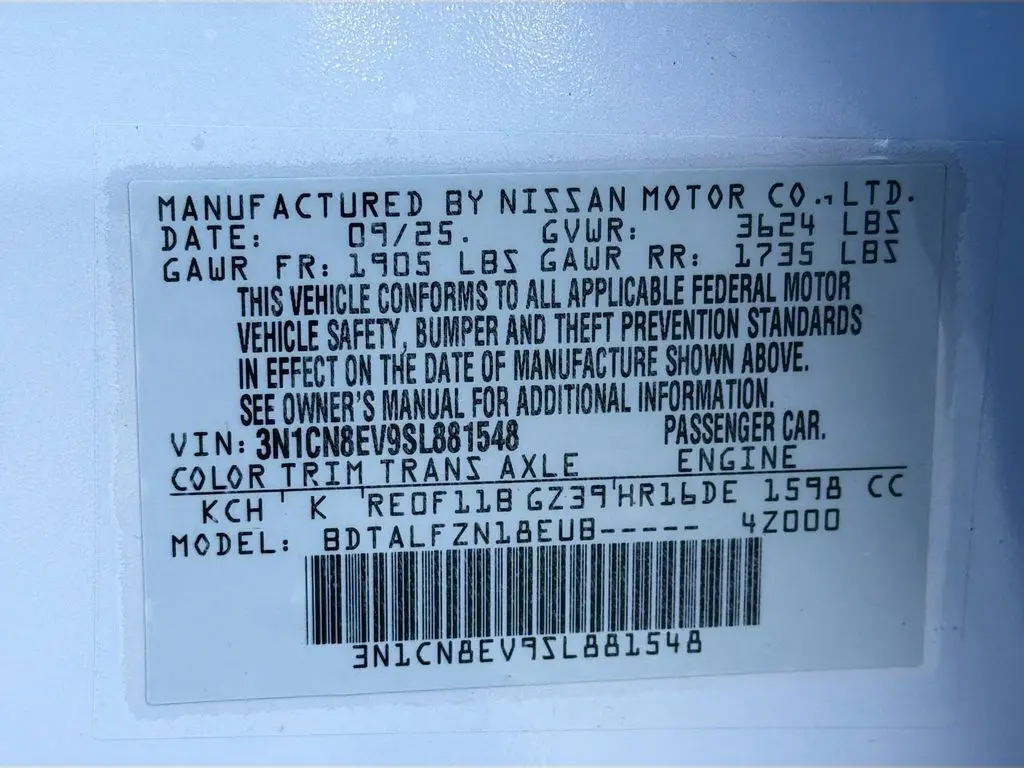 MANUFACTURED BY NISSAN MOTOR CO., LTD.
DATE: 09/25. GVWR: 3624 LBS
GAWR FR: 1905 LBS GAWR RR: 1735 LBS
THIS VEHICLE CONFORMS TO ALL APPLICABLE FEDERAL MOTOR
VEHICLE SAFETY, BUMPER AND THEFT PREVENTION STANDARDS
IN EFFECT ON THE DATE OF MANUFACTURE SHOWN ABOVE.
SEE OWNER'S MANUAL FOR ADDITIONAL INFORMATION.
VIN: 3N1CN8EV9SL881548 PASSENGER CAR.
COLOR TRIM TRANS AXLE ENGINE
KCH ' K ' RE0F11B GZ39 ' HR16DE 1598 CC
MODEL: BDTALFZN18EUB----- 4Z000
3N1CN8EV9SL881548